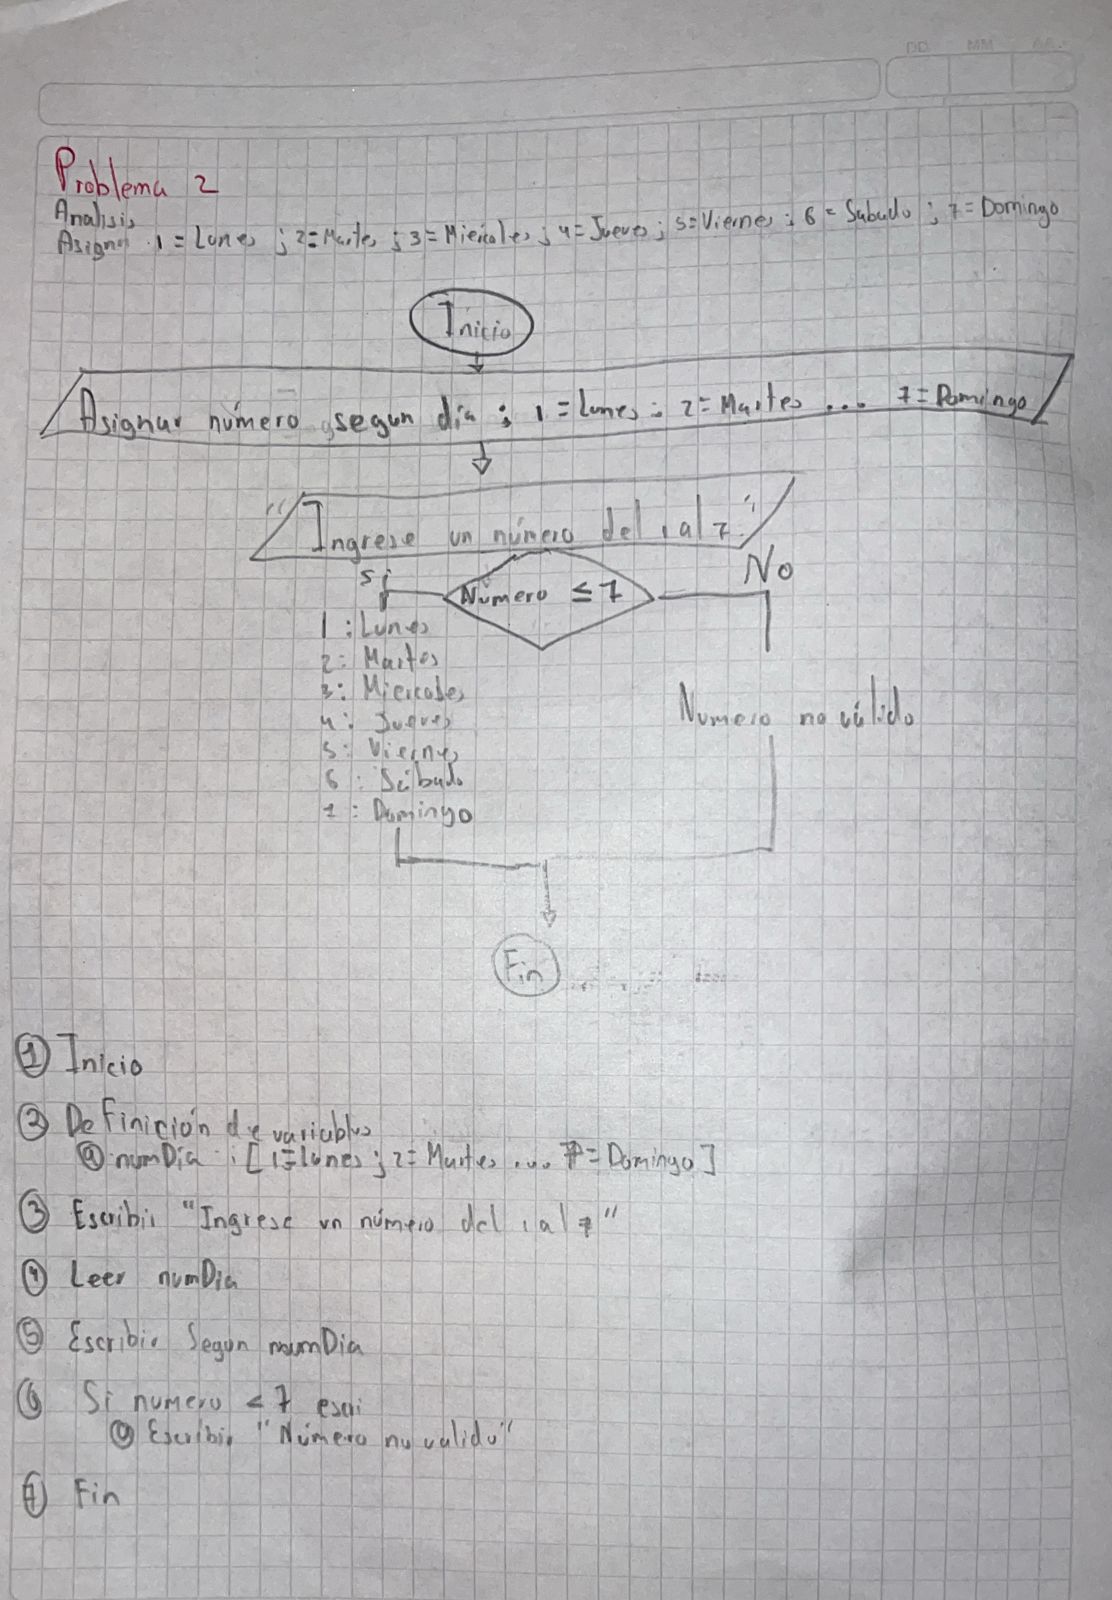 DD MM AA
Problema 2
Analisis
Asignar 1 = Lunes ; 2 = Martes ; 3 = Miercoles ; 4 = Jueves ; 5 = Viernes ; 6 = Sabado ; 7 = Domingo
Inicio
Asignar número segun día : 1 = Lunes ; 2 = Martes ... 7 = Domingo
"Ingrese un número del 1 al 7"
Si
Número ≤ 7
No
1 : Lunes
2 : Martes
3 : Miercoles
4 : Jueves
5 : Viernes
6 : Sábado
7 : Domingo
Numero no válido
Fin
① Inicio
② Definición de variables
ⓐ numDia : [ 1 = lunes ; 2 = Martes ... 7 = Domingo ]
③ Escribir "Ingrese un número del 1 al 7"
④ Leer numDia
⑤ Escribir Segun numDia
⑥ Si numero < 7
ⓐ Escribir "Número no valido"
⑦ Fin